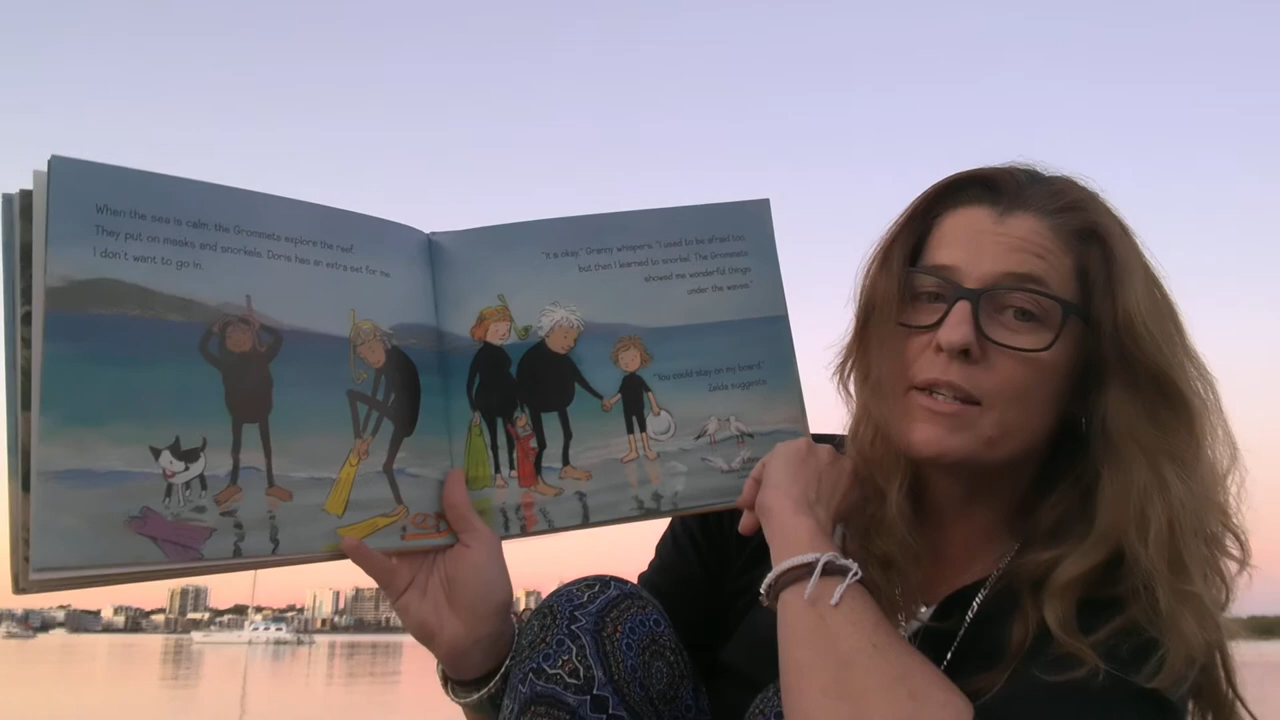 When the sea is calm, the Grommets explore the reef.
They put on masks and snorkels. Doris has an extra set for me.
I don't want to go in.
"It is okay," Granny whispers. "I used to be afraid too,
but then I learned to snorkel. The Grommets
showed me wonderful things
under the waves."
"You could stay on my board,"
Zelda suggests.